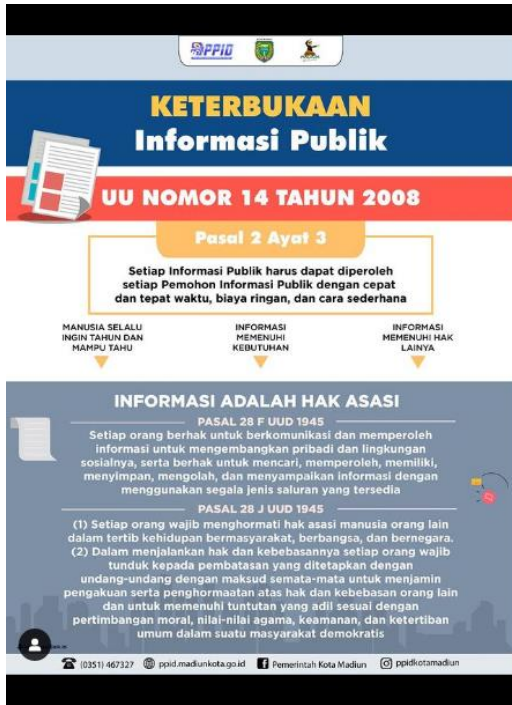 PPID
KETERBUKAAN
Informasi Publik
UU NOMOR 14 TAHUN 2008
Pasal 2 Ayat 3
Setiap Informasi Publik harus dapat diperoleh
setiap Pemohon Informasi Publik dengan cepat
dan tepat waktu, biaya ringan, dan cara sederhana
MANUSIA SELALU
INGIN TAHUN DAN
MAMPU TAHU
INFORMASI
MEMENUHI
KEBUTUHAN
INFORMASI
MEMENUHI HAK
LAINYA
INFORMASI ADALAH HAK ASASI
PASAL 28 F UUD 1945
Setiap orang berhak untuk berkomunikasi dan memperoleh
informasi untuk mengembangkan pribadi dan lingkungan
sosialnya, serta berhak untuk mencari, memperoleh, memiliki,
menyimpan, mengolah, dan menyampaikan informasi dengan
menggunakan segala jenis saluran yang tersedia
PASAL 28 J UUD 1945
(1) Setiap orang wajib menghormati hak asasi manusia orang lain
dalam tertib kehidupan bermasyarakat, berbangsa, dan bernegara.
(2) Dalam menjalankan hak dan kebebasannya setiap orang wajib
tunduk kepada pembatasan yang ditetapkan dengan
undang-undang dengan maksud semata-mata untuk menjamin
pengakuan serta penghormaatan atas hak dan kebebasan orang lain
dan untuk memenuhi tuntutan yang adil sesuai dengan
pertimbangan moral, nilai-nilai agama, keamanan, dan ketertiban
umum dalam suatu masyarakat demokratis
(0351) 467327 ppid.madiunkota.go.id Pemerintah Kota Madiun ppidkotamadiun